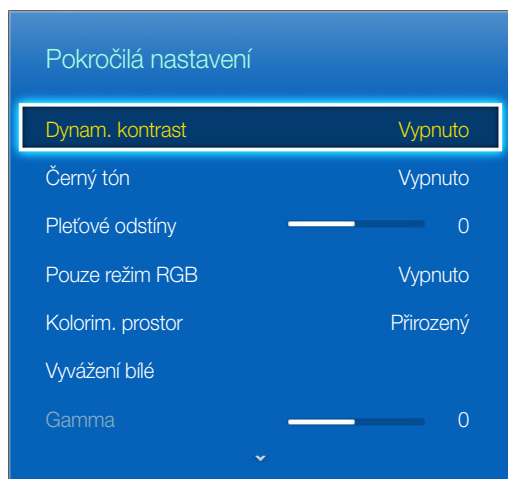 Pokročilá nastavení
Dynam. kontrast Vypnuto
Černý tón Vypnuto
Pleťové odstíny 0
Pouze režim RGB Vypnuto
Kolorim. prostor Přirozený
Vyvážení bílé
Gamma 0